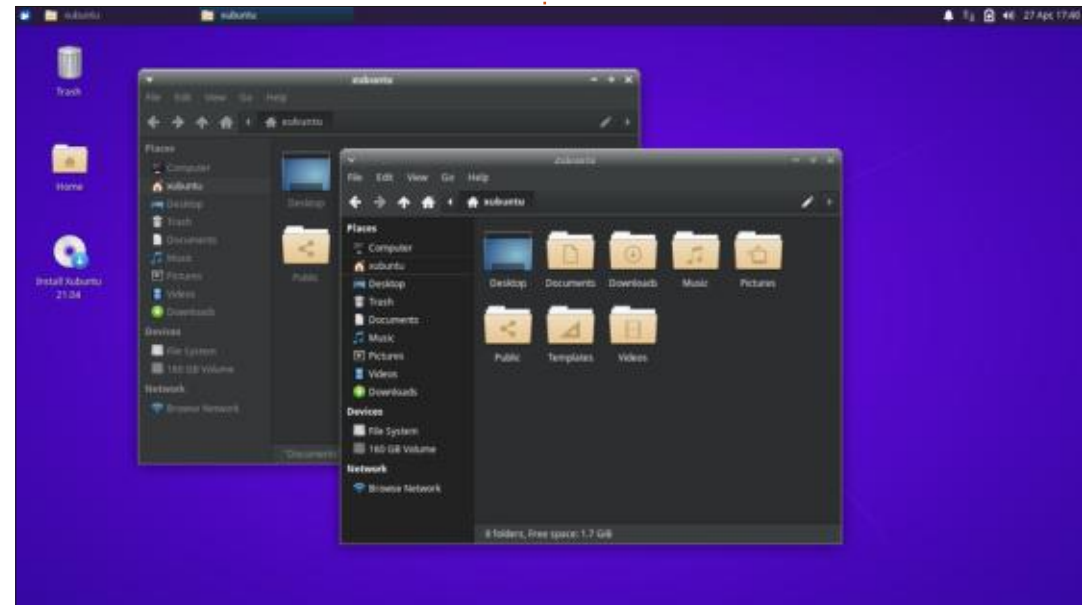 xubuntu
xubuntu
27 Apr, 17:40
Trash
Home
Install Xubuntu
21.04
xubuntu
File Edit View Go Help
xubuntu
Places
Computer
xubuntu
Desktop
Trash
Documents
Music
Pictures
Videos
Downloads
Devices
File System
160 GB Volume
Network
Browse Network
Desktop
Public
"Documents"
xubuntu
File Edit View Go Help
xubuntu
Places
Computer
xubuntu
Desktop
Trash
Documents
Music
Pictures
Videos
Downloads
Devices
File System
160 GB Volume
Network
Browse Network
Desktop Documents Downloads Music Pictures
Public Templates Videos
8 folders, Free space: 1.7 GiB